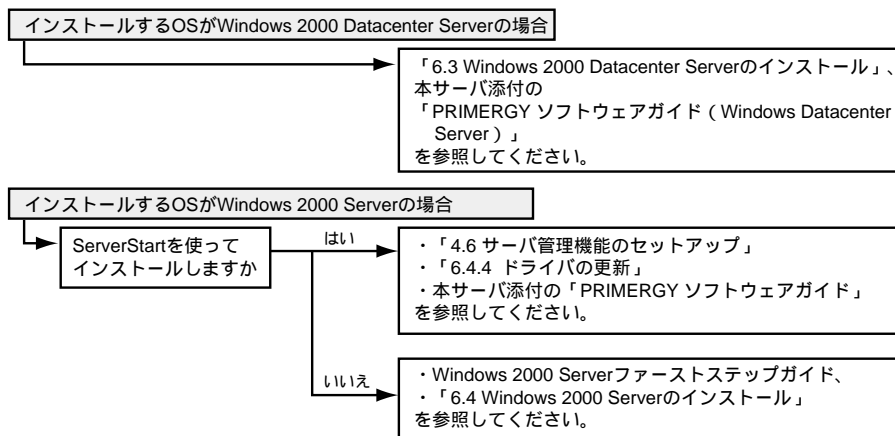 インストールするOSがWindows 2000 Datacenter Serverの場合
「6.3 Windows 2000 Datacenter Serverのインストール」、
本サーバ添付の
「PRIMERGY ソフトウェアガイド（Windows Datacenter
Server）」
を参照してください。
インストールするOSがWindows 2000 Serverの場合
ServerStartを使って
インストールしますか
はい
・「4.6 サーバ管理機能のセットアップ」
・「6.4.4 ドライバの更新」
・本サーバ添付の「PRIMERGY ソフトウェアガイド」
を参照してください。
いいえ
・Windows 2000 Serverファーストステップガイド、
・「6.4 Windows 2000 Serverのインストール」
を参照してください。